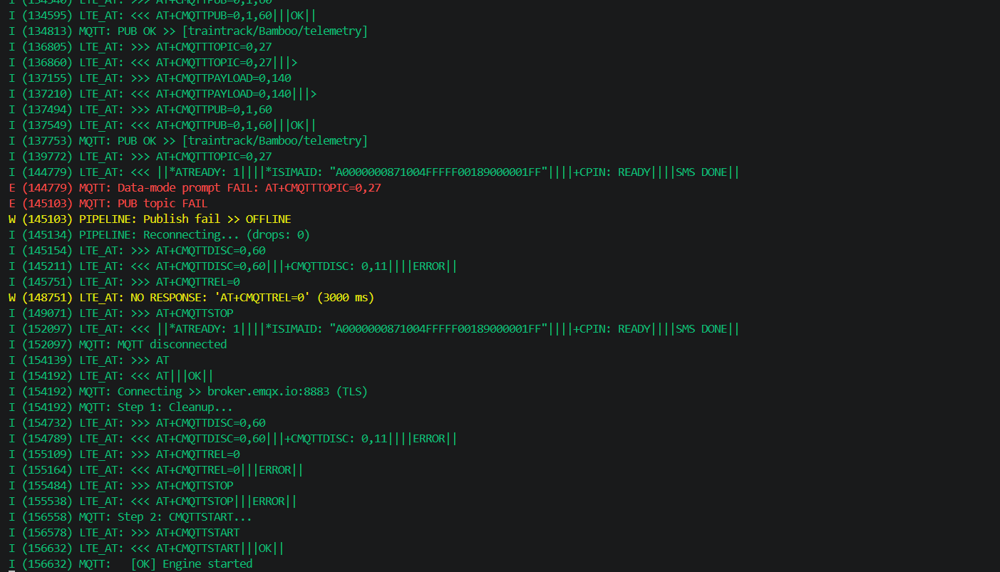 I (134540) LTE_AT: >>> AT+CMQTTPUB=0,1,60
I (134595) LTE_AT: <<< AT+CMQTTPUB=0,1,60|||OK||
I (134813) MQTT: PUB OK >> [traintrack/Bamboo/telemetry]
I (136805) LTE_AT: >>> AT+CMQTTTOPIC=0,27
I (136860) LTE_AT: <<< AT+CMQTTTOPIC=0,27|||>
I (137155) LTE_AT: >>> AT+CMQTTPAYLOAD=0,140
I (137210) LTE_AT: <<< AT+CMQTTPAYLOAD=0,140|||>
I (137494) LTE_AT: >>> AT+CMQTTPUB=0,1,60
I (137549) LTE_AT: <<< AT+CMQTTPUB=0,1,60|||OK||
I (137753) MQTT: PUB OK >> [traintrack/Bamboo/telemetry]
I (139772) LTE_AT: >>> AT+CMQTTTOPIC=0,27
I (144779) LTE_AT: <<< ||*ATREADY: 1||||*ISIMAID: "A0000000871004FFFFF00189000001FF"||||+CPIN: READY||||SMS DONE||
E (144779) MQTT: Data-mode prompt FAIL: AT+CMQTTTOPIC=0,27
E (145103) MQTT: PUB topic FAIL
W (145103) PIPELINE: Publish fail >> OFFLINE
I (145134) PIPELINE: Reconnecting... (drops: 0)
I (145154) LTE_AT: >>> AT+CMQTTDISC=0,60
I (145211) LTE_AT: <<< AT+CMQTTDISC=0,60|||+CMQTTDISC: 0,11||||ERROR||
I (145751) LTE_AT: >>> AT+CMQTTREL=0
W (148751) LTE_AT: NO RESPONSE: 'AT+CMQTTREL=0' (3000 ms)
I (149071) LTE_AT: >>> AT+CMQTTSTOP
I (152097) LTE_AT: <<< ||*ATREADY: 1||||*ISIMAID: "A0000000871004FFFFF00189000001FF"||||+CPIN: READY||||SMS DONE||
I (152097) MQTT: MQTT disconnected
I (154139) LTE_AT: >>> AT
I (154192) LTE_AT: <<< AT|||OK||
I (154192) MQTT: Connecting >> broker.emqx.io:8883 (TLS)
I (154192) MQTT: Step 1: Cleanup...
I (154732) LTE_AT: >>> AT+CMQTTDISC=0,60
I (154789) LTE_AT: <<< AT+CMQTTDISC=0,60|||+CMQTTDISC: 0,11||||ERROR||
I (155109) LTE_AT: >>> AT+CMQTTREL=0
I (155164) LTE_AT: <<< AT+CMQTTREL=0|||ERROR||
I (155484) LTE_AT: >>> AT+CMQTTSTOP
I (155538) LTE_AT: <<< AT+CMQTTSTOP|||ERROR||
I (156558) MQTT: Step 2: CMQTTSTART...
I (156578) LTE_AT: >>> AT+CMQTTSTART
I (156632) LTE_AT: <<< AT+CMQTTSTART|||OK||
I (156632) MQTT:   [OK] Engine started